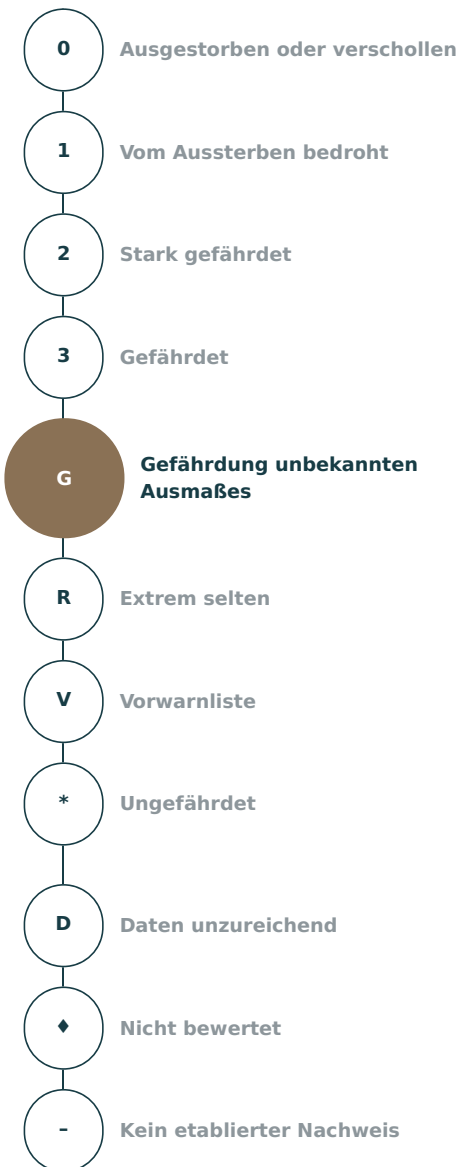 0 Ausgestorben oder verschollen
1 Vom Aussterben bedroht
2 Stark gefährdet
3 Gefährdet
G Gefährdung unbekannten
Ausmaßes
R Extrem selten
V Vorwarnliste
* Ungefährdet
D Daten unzureichend
♦ Nicht bewertet
– Kein etablierter Nachweis